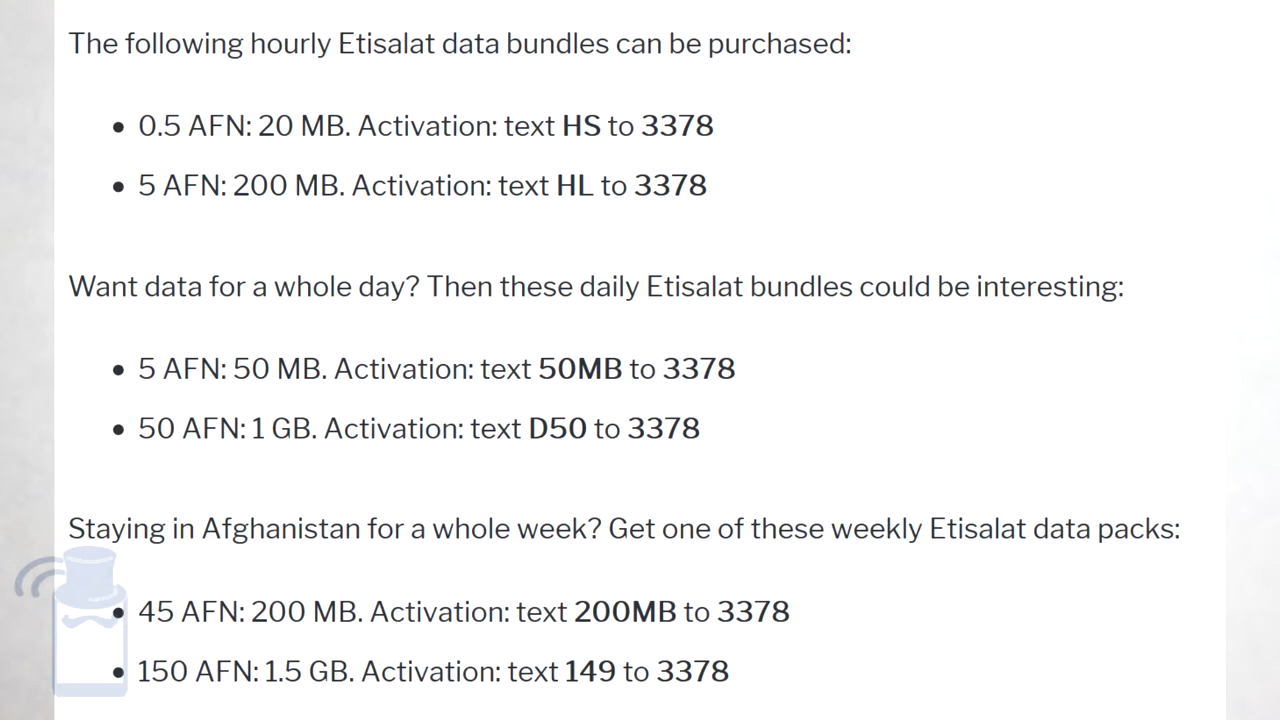 The following hourly Etisalat data bundles can be purchased:
• 0.5 AFN: 20 MB. Activation: text HS to 3378
• 5 AFN: 200 MB. Activation: text HL to 3378
Want data for a whole day? Then these daily Etisalat bundles could be interesting:
• 5 AFN: 50 MB. Activation: text 50MB to 3378
• 50 AFN: 1 GB. Activation: text D50 to 3378
Staying in Afghanistan for a whole week? Get one of these weekly Etisalat data packs:
• 45 AFN: 200 MB. Activation: text 200MB to 3378
• 150 AFN: 1.5 GB. Activation: text 149 to 3378